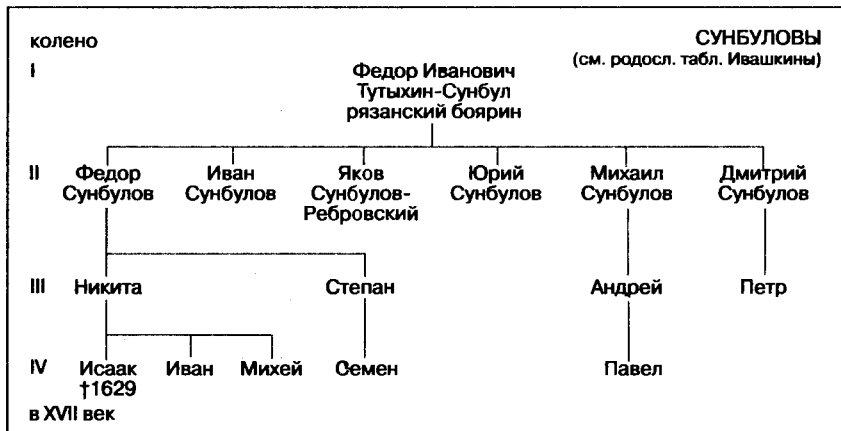 колено
СУНБУЛОВЫ
(см. родосл. табл. Ивашкины)
I
Федор Иванович
Тутыхин-Сунбул
рязанский боярин
II Федор Иван Яков Юрий Михаил Дмитрий
Сунбулов Сунбулов Сунбулов- Сунбулов Сунбулов Сунбулов
Ребровский
III Никита Степан Андрей Петр
IV Исаак Иван Михей Семен Павел
†1629
в XVII век